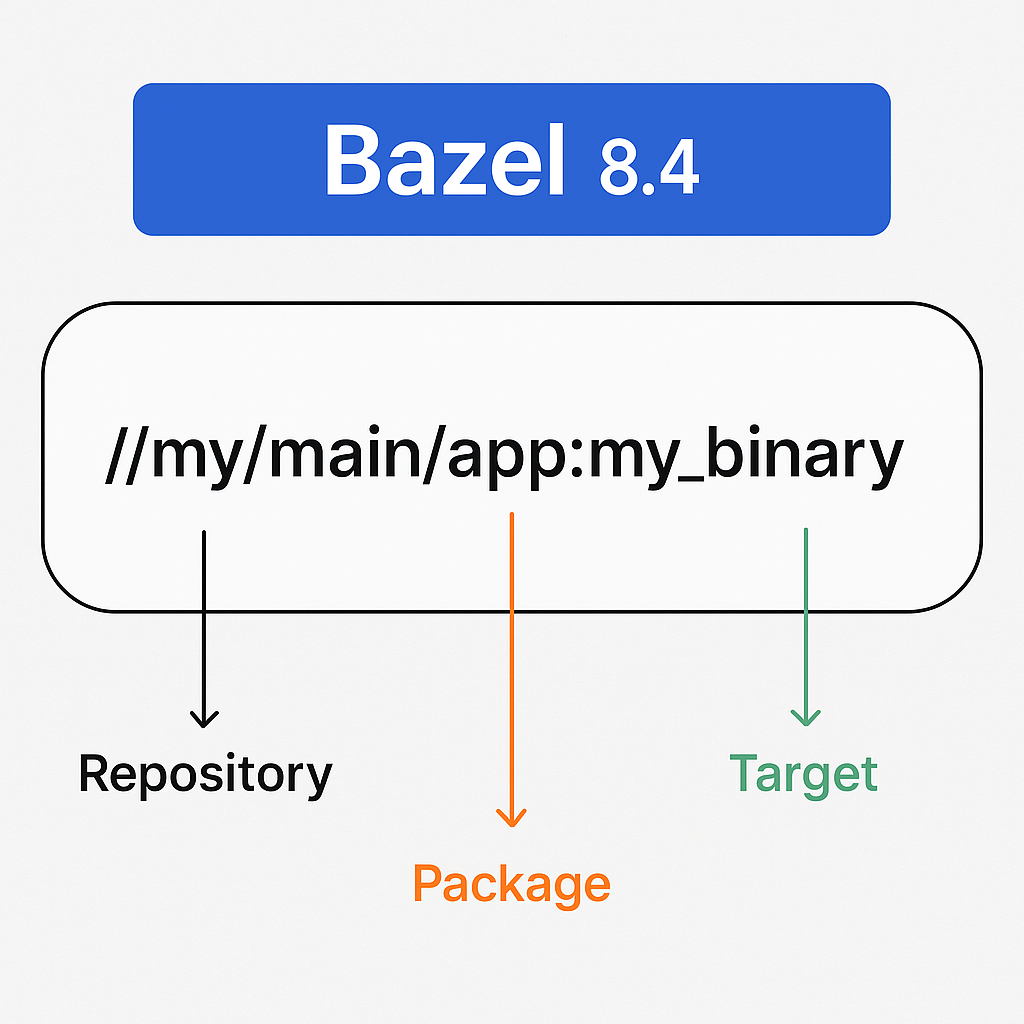 Bazel 8.4
//my/main/app:my_binary
Repository
Target
Package